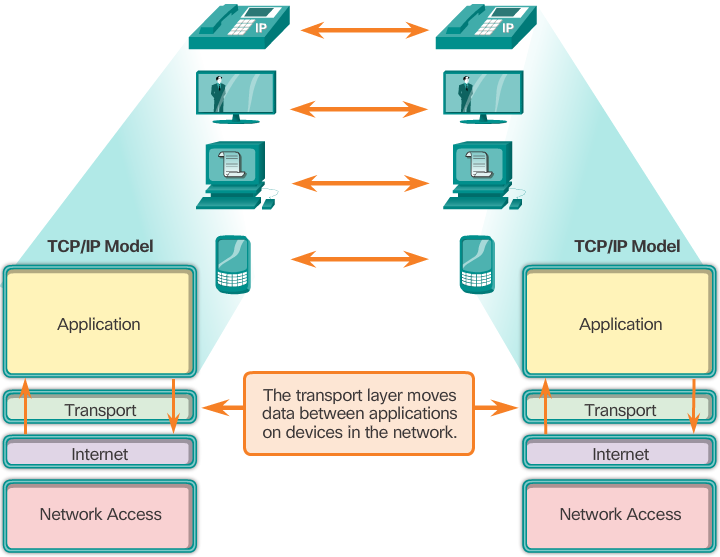 IP
IP
TCP/IP Model
TCP/IP Model
Application
Application
The transport layer moves
data between applications
on devices in the network.
Transport
Transport
Internet
Internet
Network Access
Network Access